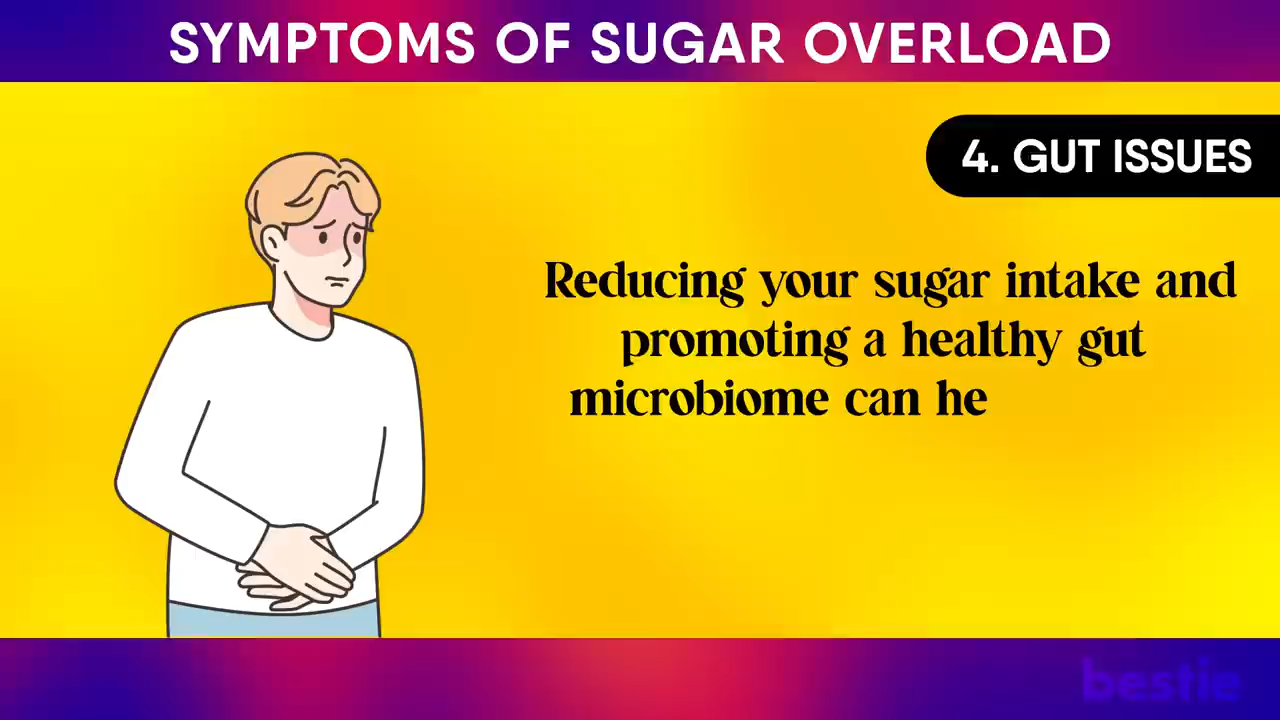 SYMPTOMS OF SUGAR OVERLOAD
4. GUT ISSUES
Reducing your sugar intake and
promoting a healthy gut
microbiome can he
bestie